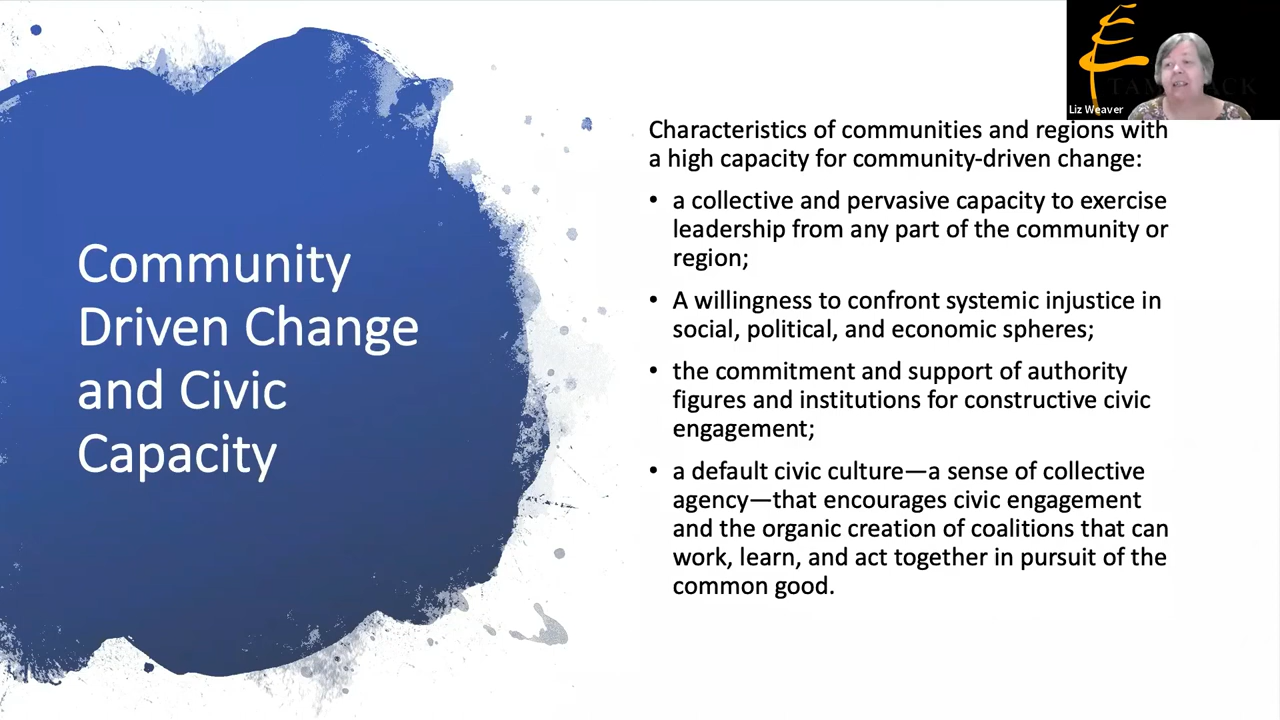 Community
Driven Change
and Civic
Capacity
Characteristics of communities and regions with
a high capacity for community-driven change:
• a collective and pervasive capacity to exercise
leadership from any part of the community or
region;
• A willingness to confront systemic injustice in
social, political, and economic spheres;
• the commitment and support of authority
figures and institutions for constructive civic
engagement;
• a default civic culture—a sense of collective
agency—that encourages civic engagement
and the organic creation of coalitions that can
work, learn, and act together in pursuit of the
common good.
Liz Weaver